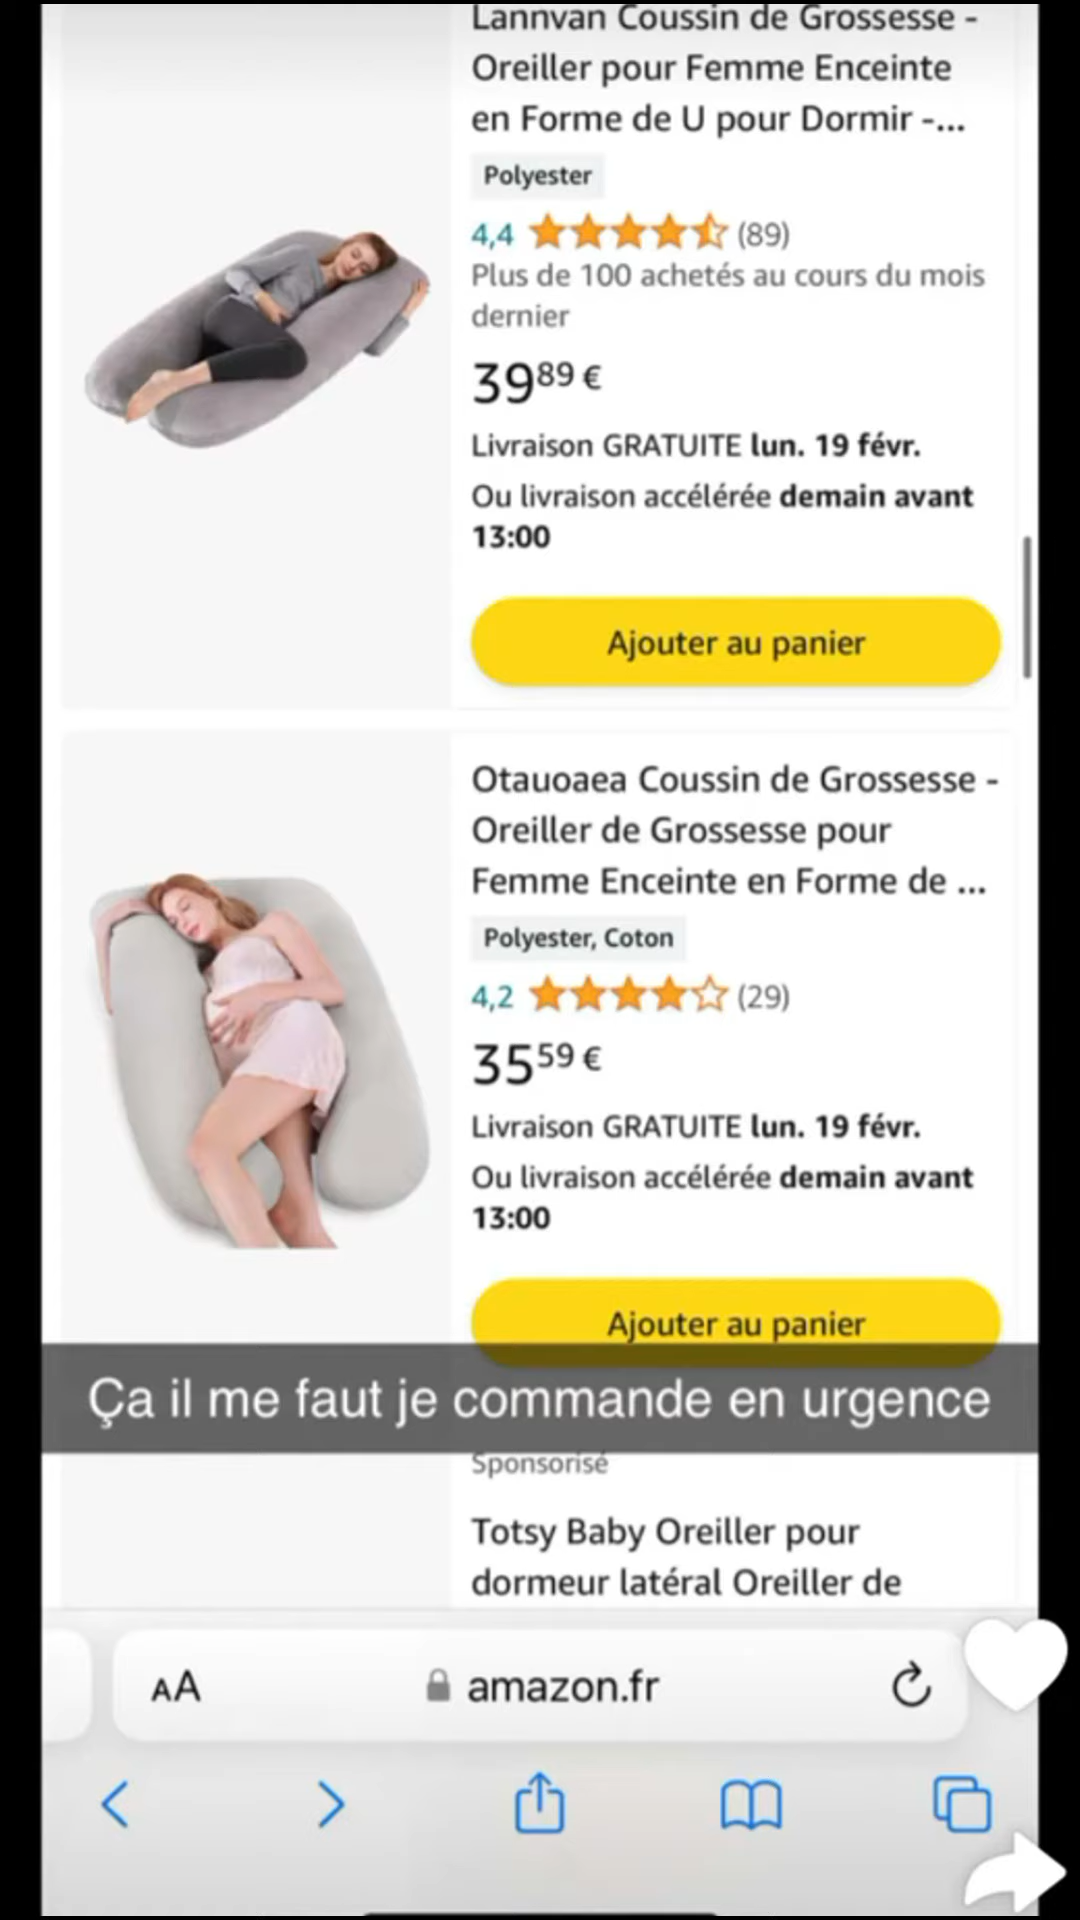 Lannvan Coussin de Grossesse -
Oreiller pour Femme Enceinte
en Forme de U pour Dormir -...
Polyester
4,4 (89)
Plus de 100 achetés au cours du mois
dernier
39⁸⁹ €
Livraison GRATUITE lun. 19 févr.
Ou livraison accélérée demain avant
13:00
Ajouter au panier
Otauoaea Coussin de Grossesse -
Oreiller de Grossesse pour
Femme Enceinte en Forme de ...
Polyester, Coton
4,2 (29)
35⁵⁹ €
Livraison GRATUITE lun. 19 févr.
Ou livraison accélérée demain avant
13:00
Ajouter au panier
Ça il me faut je commande en urgence
Sponsorisé
Totsy Baby Oreiller pour
dormeur latéral Oreiller de
AA amazon.fr